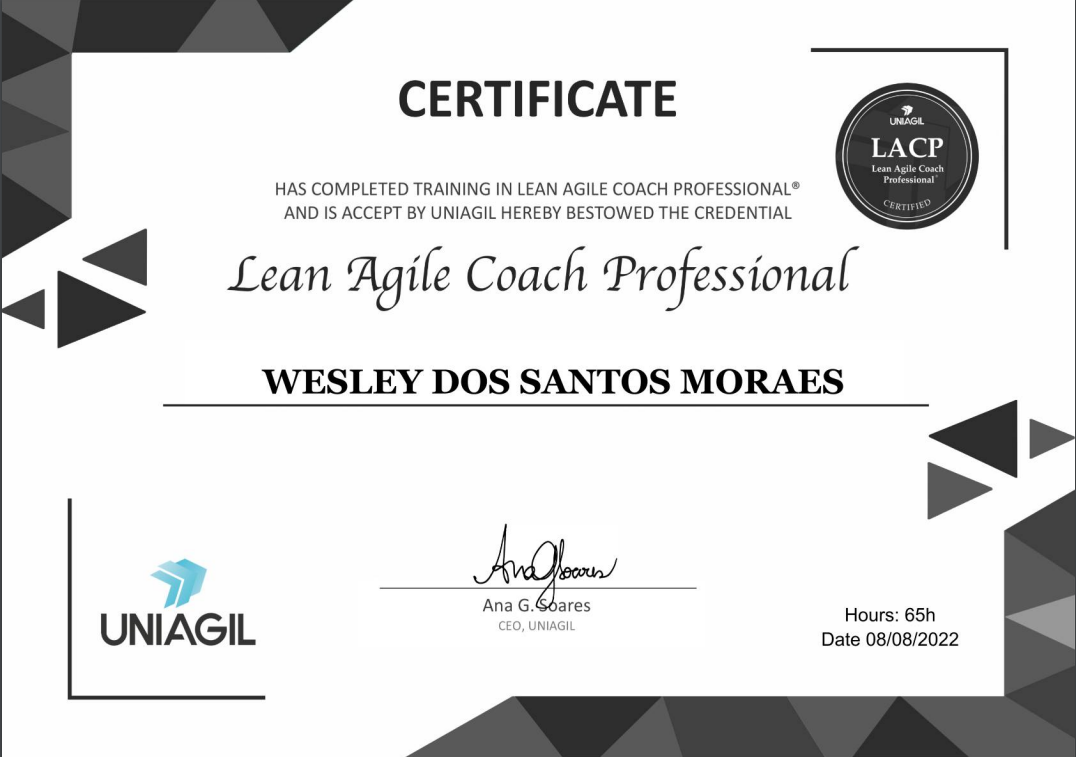 CERTIFICATE
UNIAGIL
LACP
Lean Agile Coach
Professional
CERTIFIED
HAS COMPLETED TRAINING IN LEAN AGILE COACH PROFESSIONAL®
AND IS ACCEPT BY UNIAGIL HEREBY BESTOWED THE CREDENTIAL
Lean Agile Coach Professional
WESLEY DOS SANTOS MORAES
UNIAGIL
Ana G Soares
Ana G. Soares
CEO, UNIAGIL
Hours: 65h
Date 08/08/2022